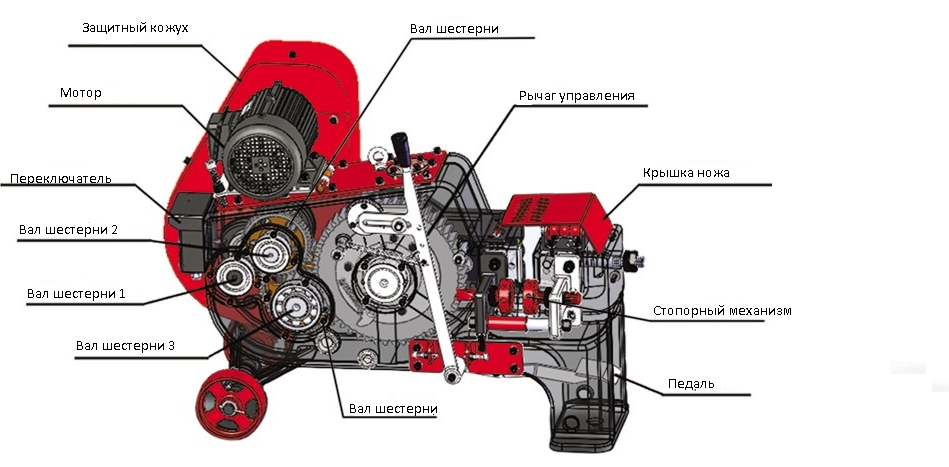 Защитный кожух
Вал шестерни
Мотор
Рычаг управления
Переключатель
Крышка ножа
Вал шестерни 2
Вал шестерни 1
Стопорный механизм
Вал шестерни 3
Педаль
Вал шестерни